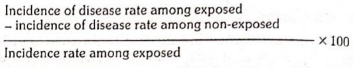 Incidence of disease rate among exposed
– incidence of disease rate among non-exposed
× 100
Incidence rate among exposed